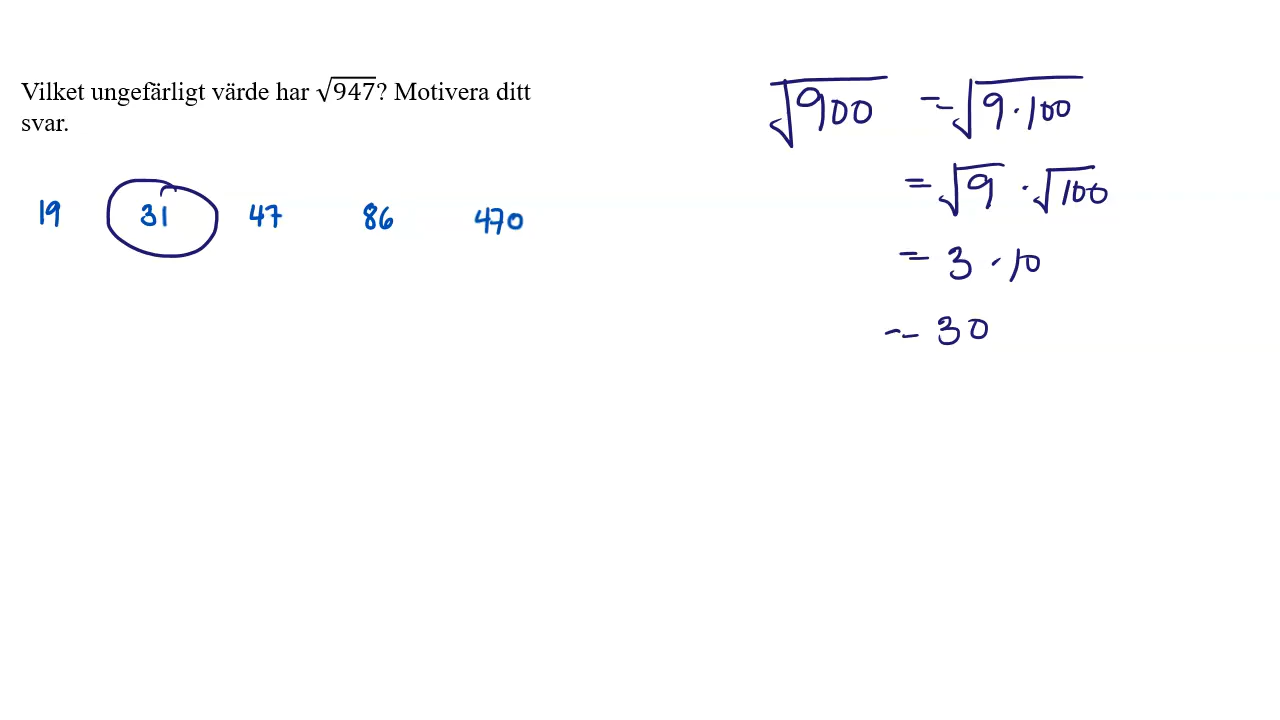 Vilket ungefärligt värde har √947? Motivera ditt
svar.
19 31 47 86 470
√900 = √9·100
= √9 · √100
= 3 · 10
= 30